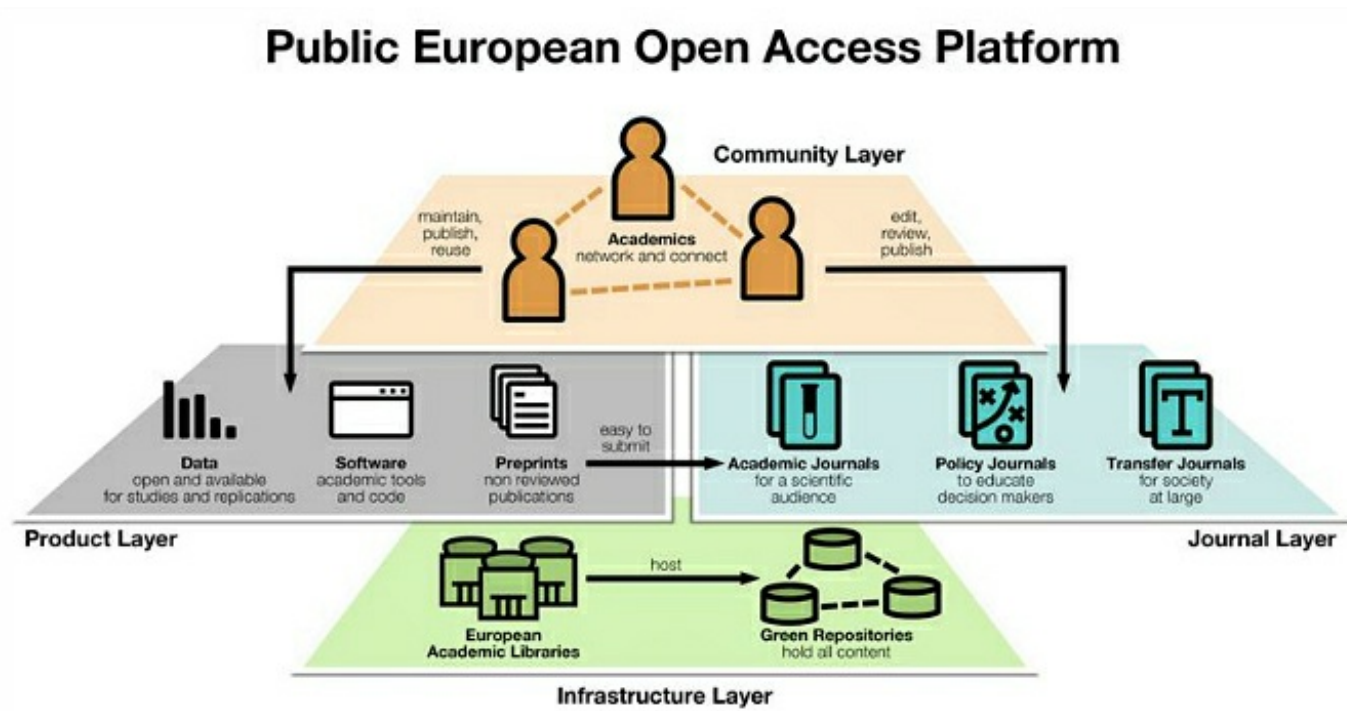 Public European Open Access Platform
Community Layer
maintain,
publish,
reuse
Academics
network and connect
edit,
review,
publish
Data
open and available
for studies and replications
Software
academic tools
and code
Preprints
non reviewed
publications
easy to
submit
Academic Journals
for a scientific
audience
Policy Journals
to educate
decision makers
Transfer Journals
for society
at large
Product Layer
Journal Layer
European
Academic Libraries
host
Green Repositories
hold all content
Infrastructure Layer